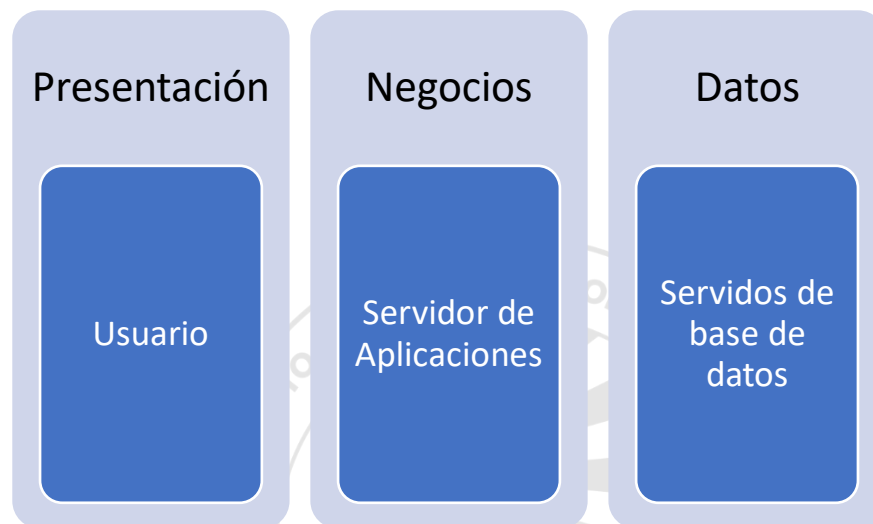 Presentación
Usuario
Negocios
Servidor de
Aplicaciones
Datos
Servidos de
base de
datos